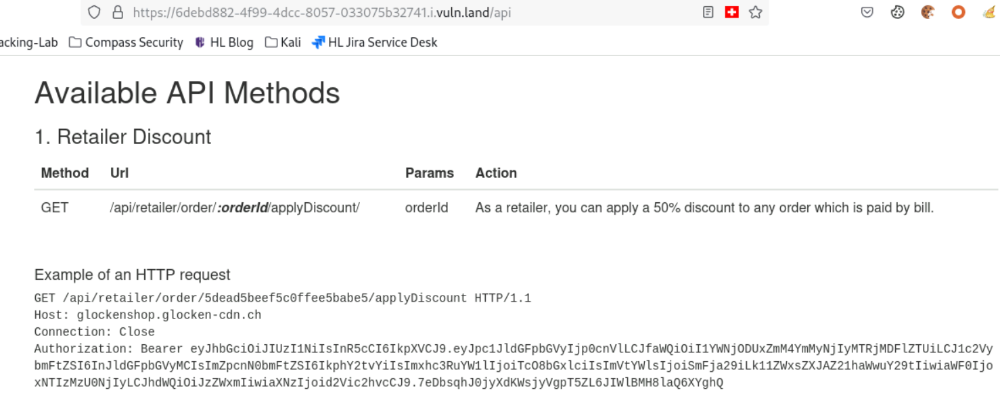 https://6debd882-4f99-4dcc-8057-033075b32741.i.vuln.land/api
acking-Lab Compass Security HL Blog Kali HL Jira Service Desk
Available API Methods
1. Retailer Discount
Method Url Params Action
GET /api/retailer/order/:orderId/applyDiscount/ orderId As a retailer, you can apply a 50% discount to any order which is paid by bill.
Example of an HTTP request
GET /api/retailer/order/5dead5beef5c0ffee5babe5/applyDiscount HTTP/1.1
Host: glockenshop.glocken-cdn.ch
Connection: Close
Authorization: Bearer eyJhbGciOiJIUzI1NiIsInR5cCI6IkpXVCJ9.eyJpc1JldGFpbGVyIjp0cnVlLCJfaWQiOiI1YWNjODUxZmM4YmMyNjIyMTRjMDFlZTUiLCJ1c2Vy
bmFtZSI6InJldGFpbGVyMCIsImZpcnN0bmFtZSI6IkphY2tvYiIsImxhc3RuYW1lIjoiTcO8bGxlciIsImVtYWlsIjoiSmFja29iLk11ZWxsZXJAZ21haWwuY29tIiwiaWF0Ijo
xNTIzMzU0NjIyLCJhdWQiOiJzZWxmIiwiaXNzIjoid2Vic2hvcCJ9.7eDbsqhJ0jyXdKWsjyVgpT5ZL6JIWlBMH8laQ6XYghQ